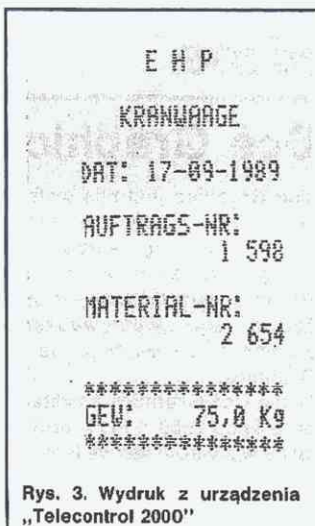 E H P
KRANWAAGE
DAT: 17-09-1989
AUFTRAGS-NR:
1 598
MATERIAL-NR:
2 654
***************
GEW: 75,0 Kg
***************
Rys. 3. Wydruk z urządzenia
„Telecontrol 2000”